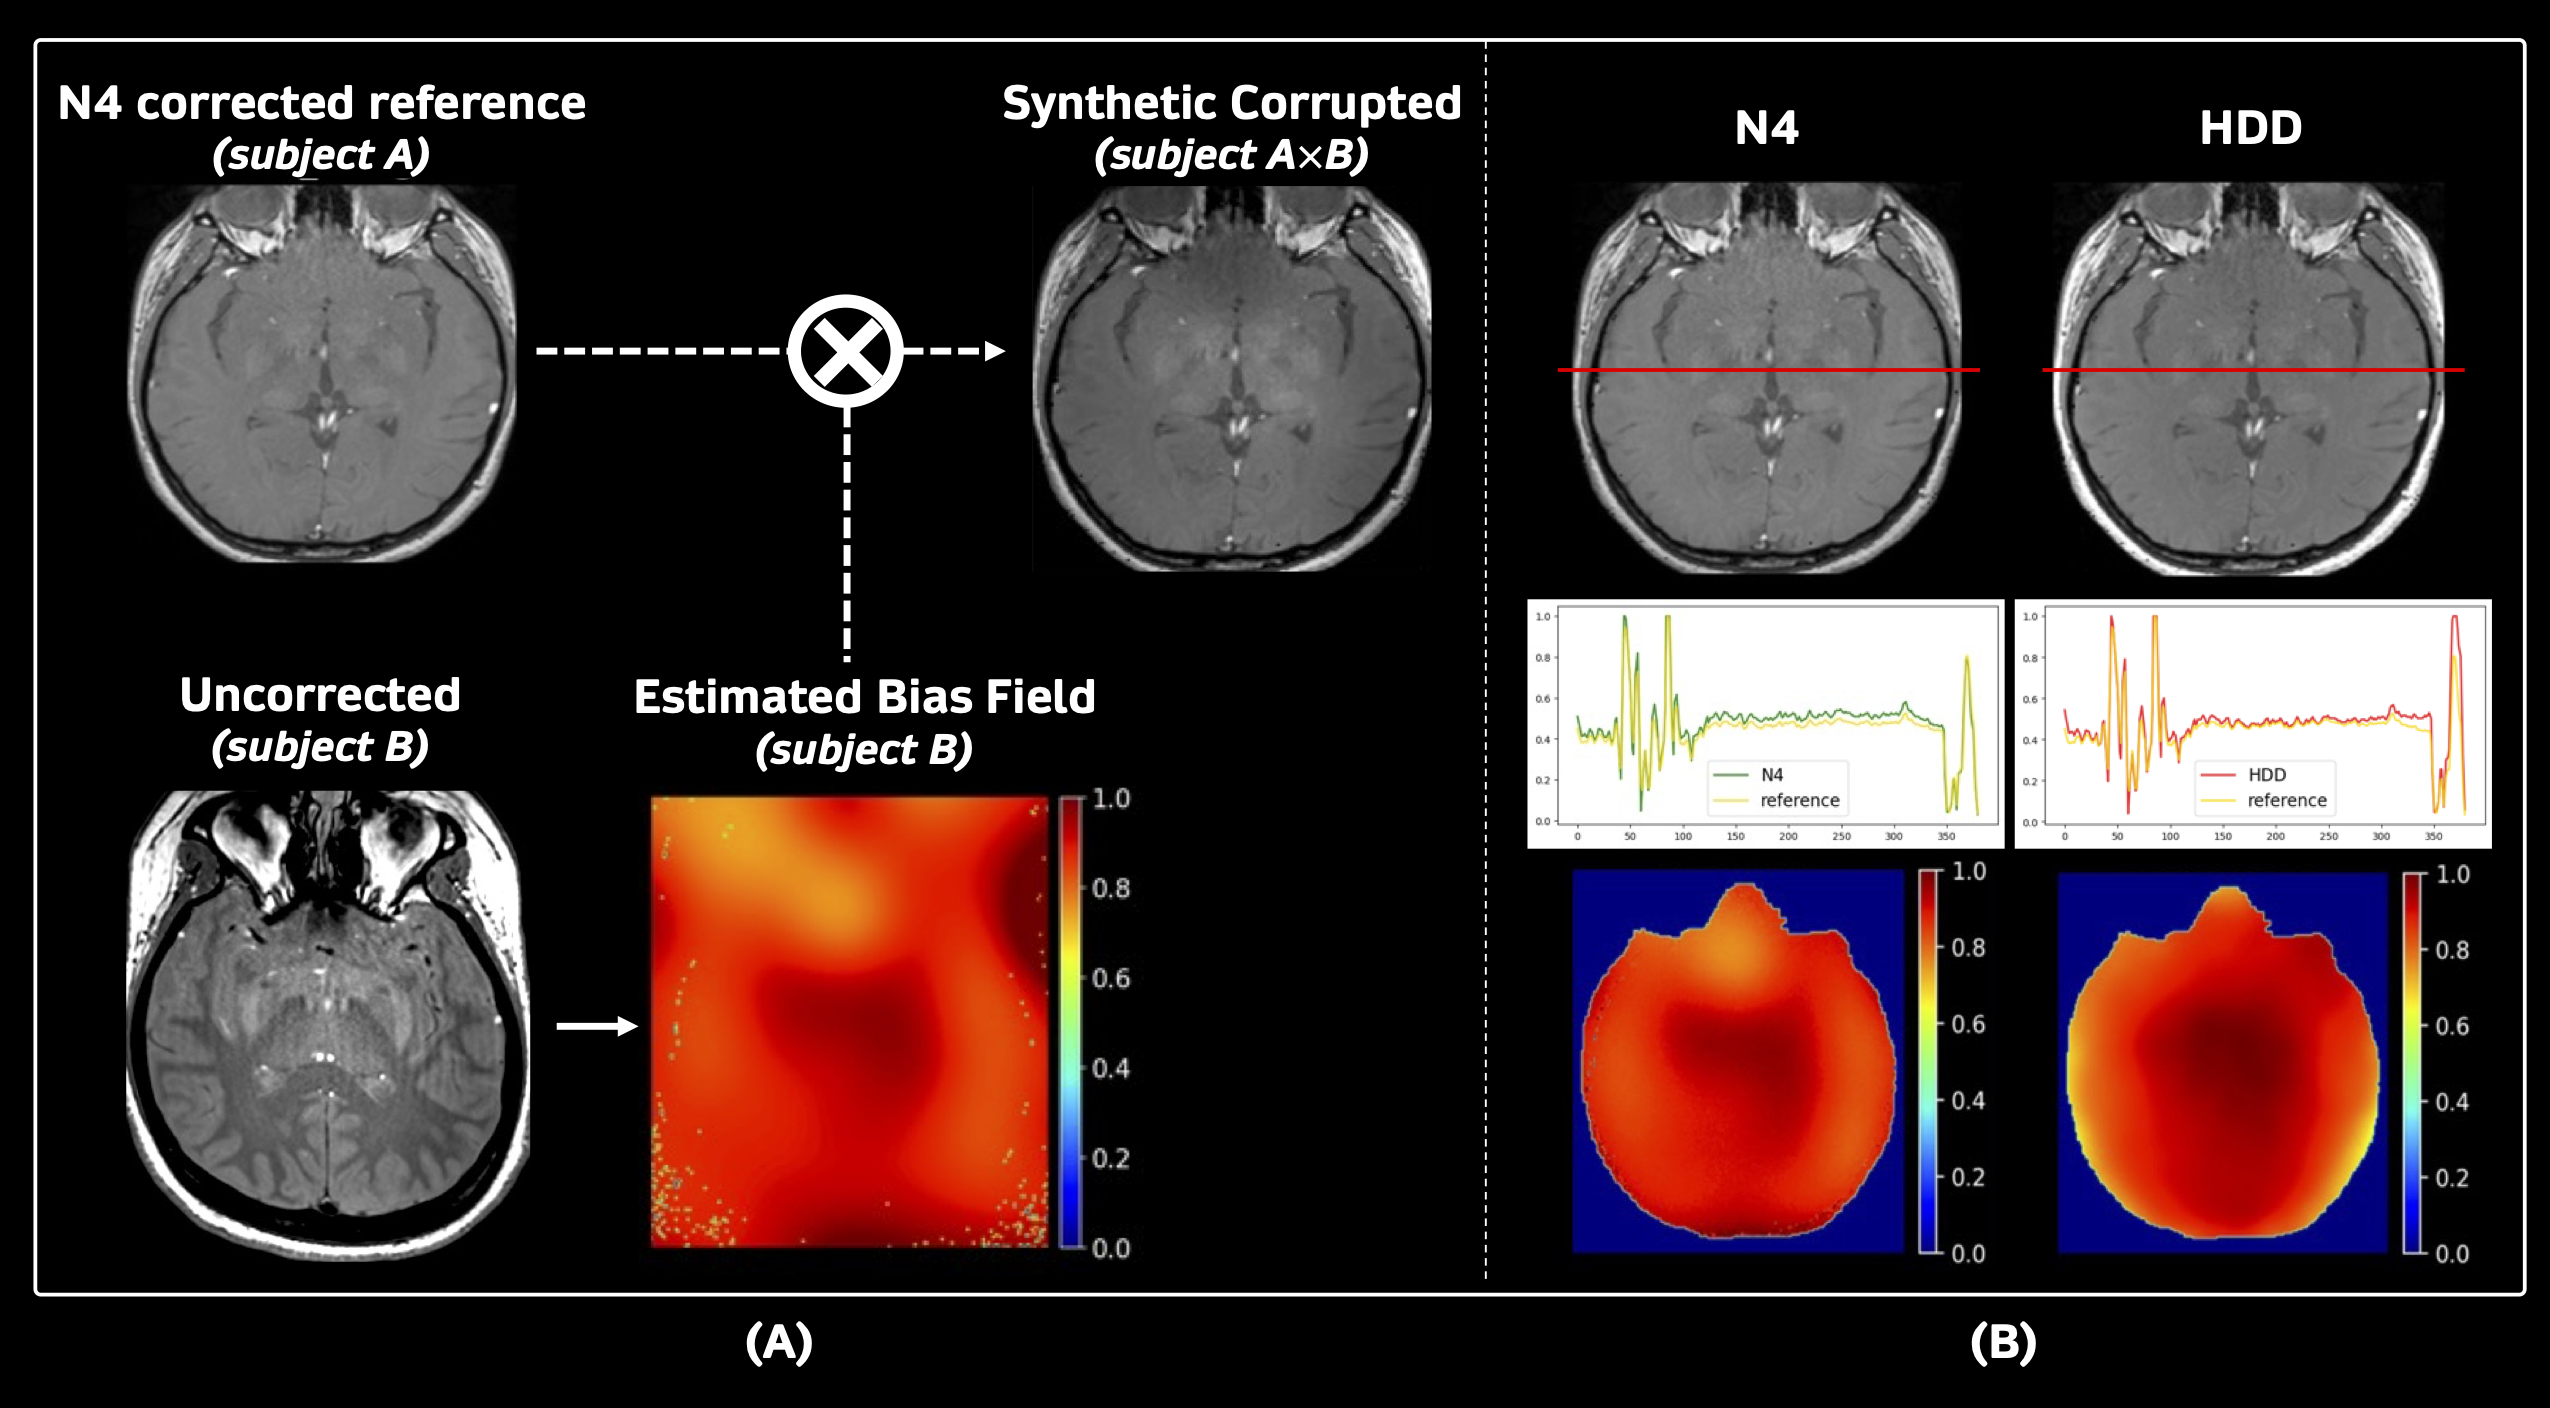 N4 corrected reference
(subject A)
Synthetic Corrupted
(subject A×B)
Uncorrected
(subject B)
Estimated Bias Field
(subject B)
1.0
0.8
0.6
0.4
0.2
0.0
(A)
N4
HDD
1.0
0.8
0.6
0.4
0.2
0.0
0 50 100 150 200 250 300 350
N4
reference
1.0
0.8
0.6
0.4
0.2
0.0
0 50 100 150 200 250 300 350
HDD
reference
1.0
0.8
0.6
0.4
0.2
0.0
1.0
0.8
0.6
0.4
0.2
0.0
(B)